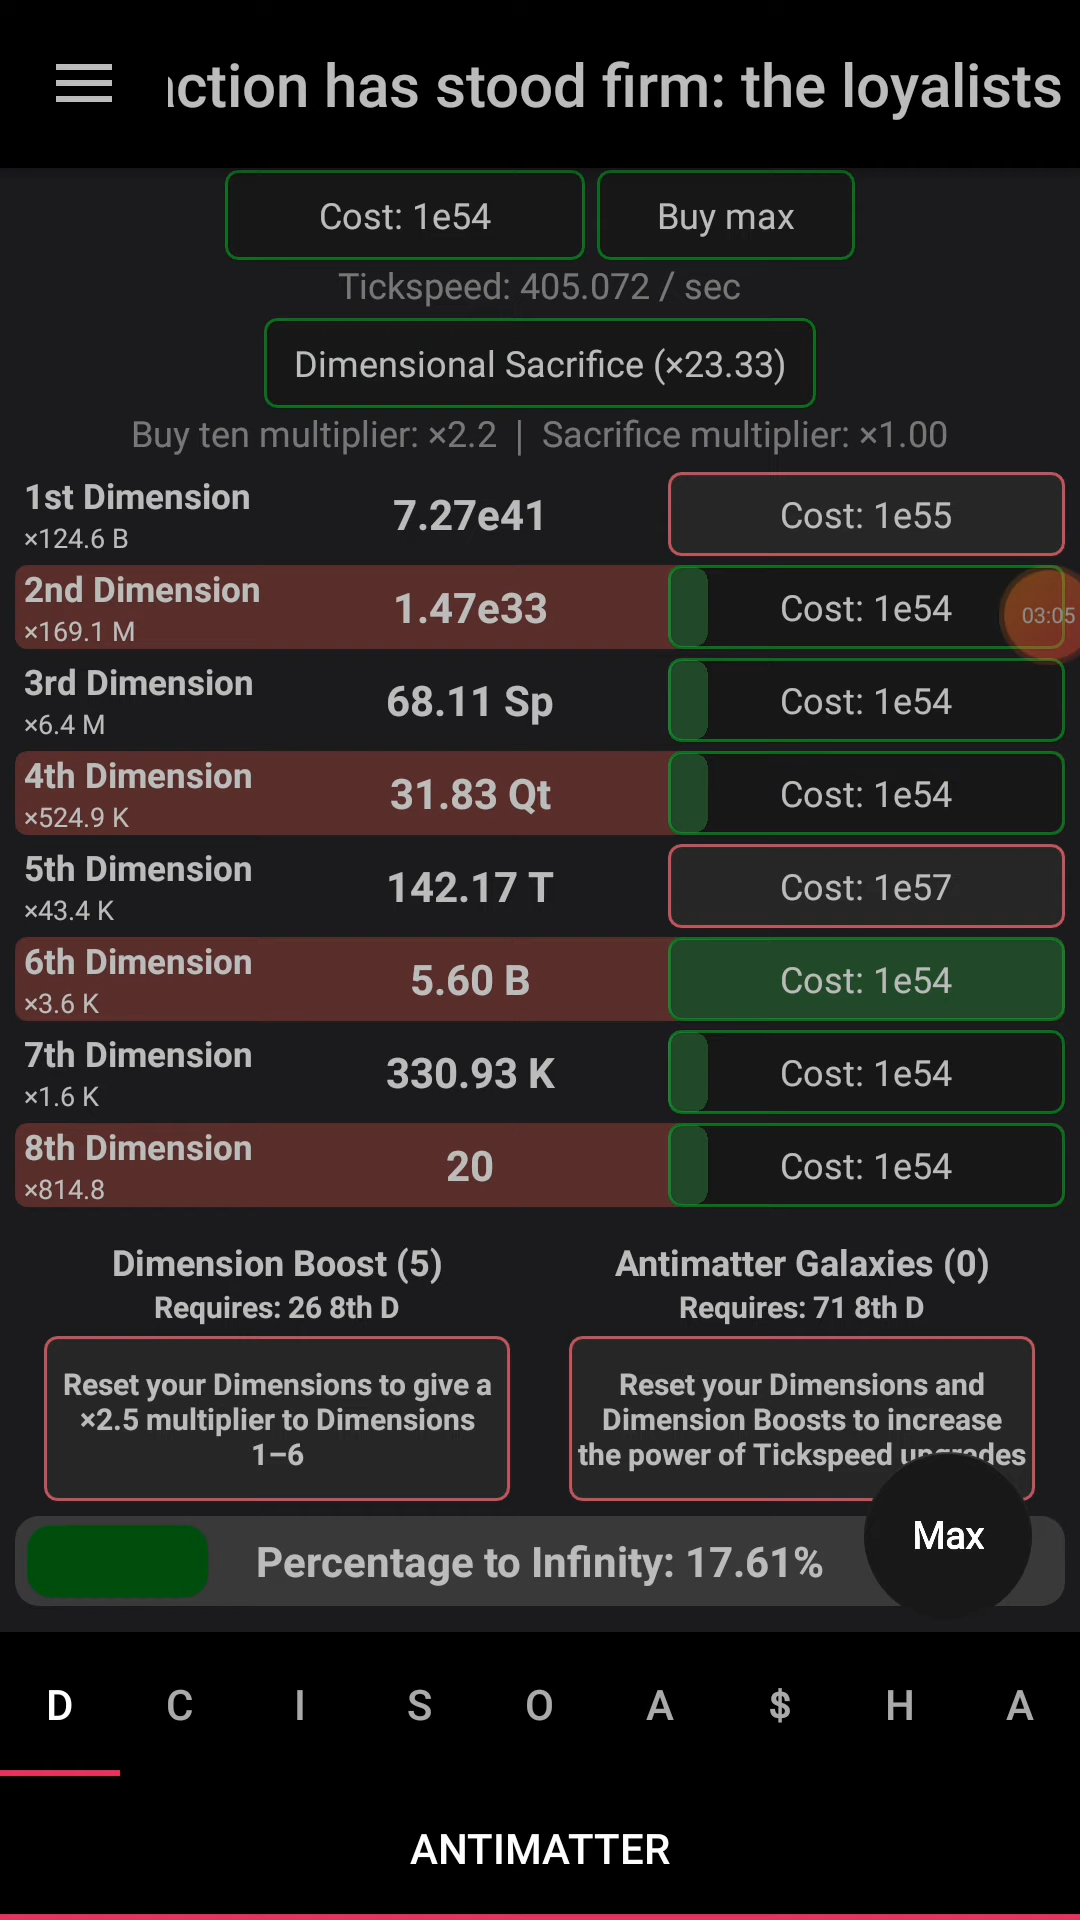 ction has stood firm: the loyalists
Cost: 1e54
Buy max
Tickspeed: 405.072 / sec
Dimensional Sacrifice (×23.33)
Buy ten multiplier: ×2.2 | Sacrifice multiplier: ×1.00
1st Dimension
×124.6 B
7.27e41
Cost: 1e55
2nd Dimension
×169.1 M
1.47e33
Cost: 1e54
03:05
3rd Dimension
×6.4 M
68.11 Sp
Cost: 1e54
4th Dimension
×524.9 K
31.83 Qt
Cost: 1e54
5th Dimension
×43.4 K
142.17 T
Cost: 1e57
6th Dimension
×3.6 K
5.60 B
Cost: 1e54
7th Dimension
×1.6 K
330.93 K
Cost: 1e54
8th Dimension
×814.8
20
Cost: 1e54
Dimension Boost (5)
Requires: 26 8th D
Reset your Dimensions to give a
×2.5 multiplier to Dimensions
1–6
Antimatter Galaxies (0)
Requires: 71 8th D
Reset your Dimensions and
Dimension Boosts to increase
the power of Tickspeed upgrades
Max
Percentage to Infinity: 17.61%
D C I S O A $ H A
ANTIMATTER